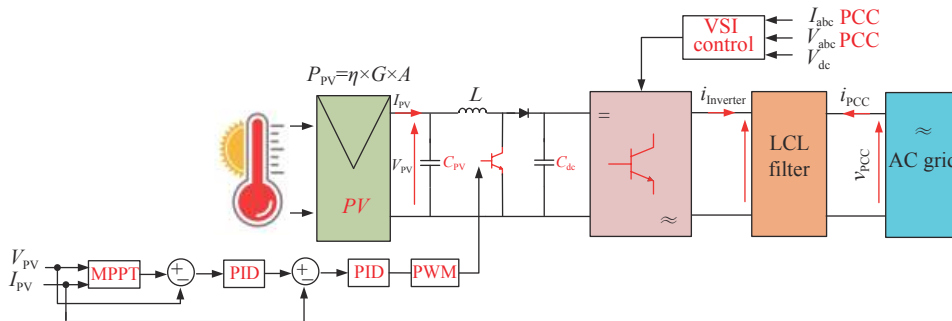 I_abc PCC
VSI control
V_abc PCC
V_dc
P_PV=η×G×A
I_PV
L
i_Inverter
i_PCC
=
V_PV
C_PV
C_dc
LCL filter
v_PCC
≈
AC grid
PV
≈
V_PV
I_PV
MPPT
+
−
PID
+
−
PID
PWM